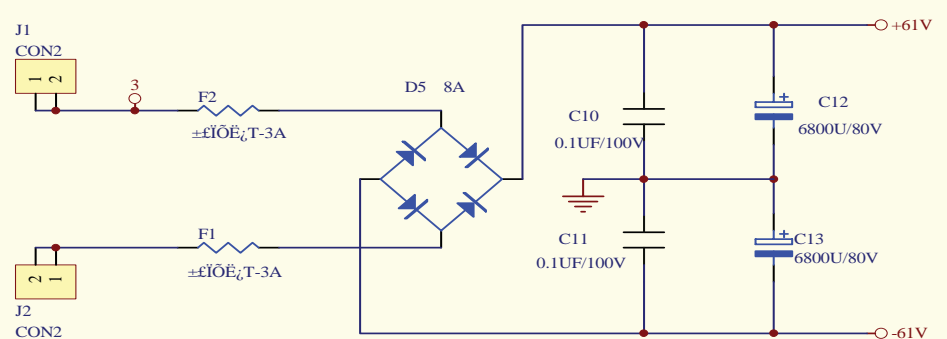 J1
CON2
1 2
3
F2
±£ÏÕË¿T-3A
D5 8A
+61V
C10
0.1UF/100V
+
C12
6800U/80V
F1
±£ÏÕË¿T-3A
C11
0.1UF/100V
+
C13
6800U/80V
2 1
J2
CON2
-61V